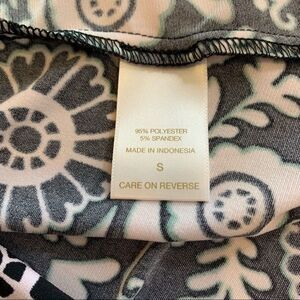 95% POLYESTER
5% SPANDEX
MADE IN INDONESIA
S
CARE ON REVERSE